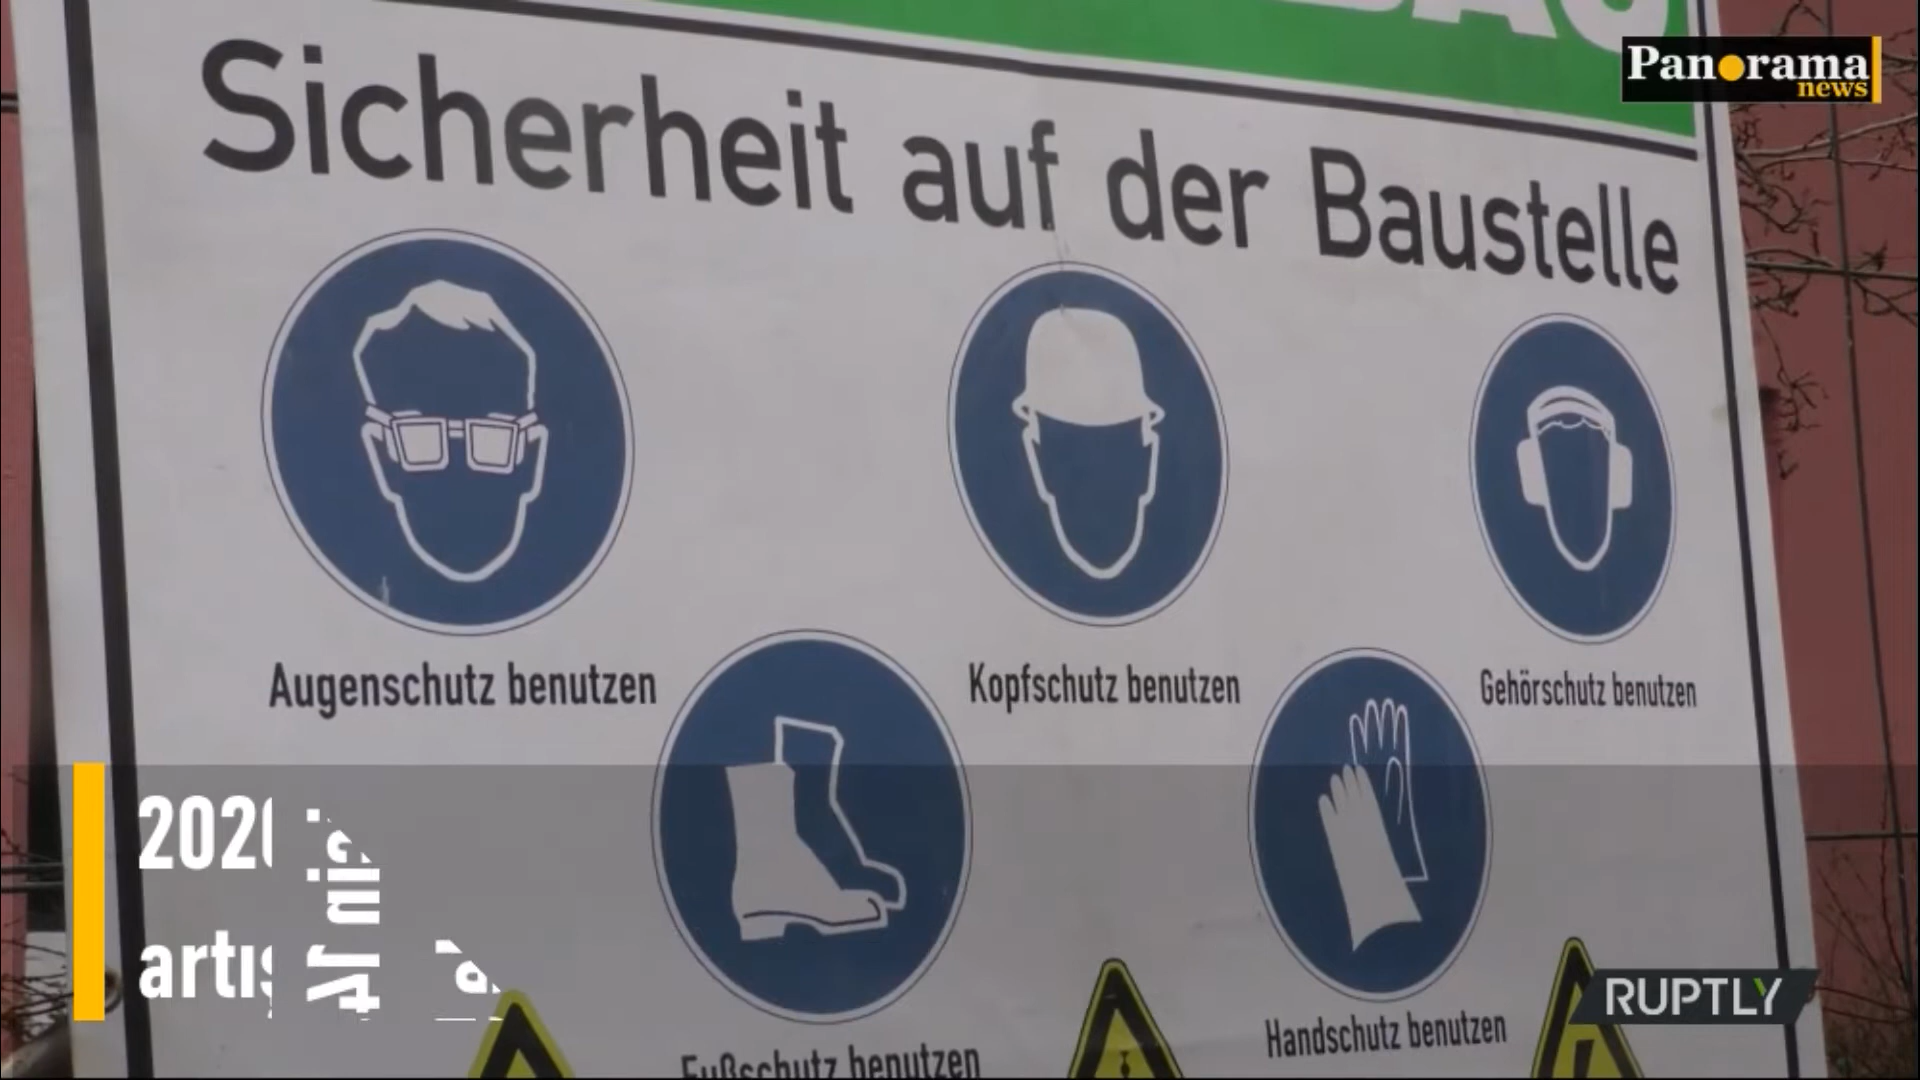 Panorama
news
Sicherheit auf der Baustelle
Augenschutz benutzen
Kopfschutz benutzen
Gehörschutz benutzen
Fußschutz benutzen
Handschutz benutzen
RUPTLY